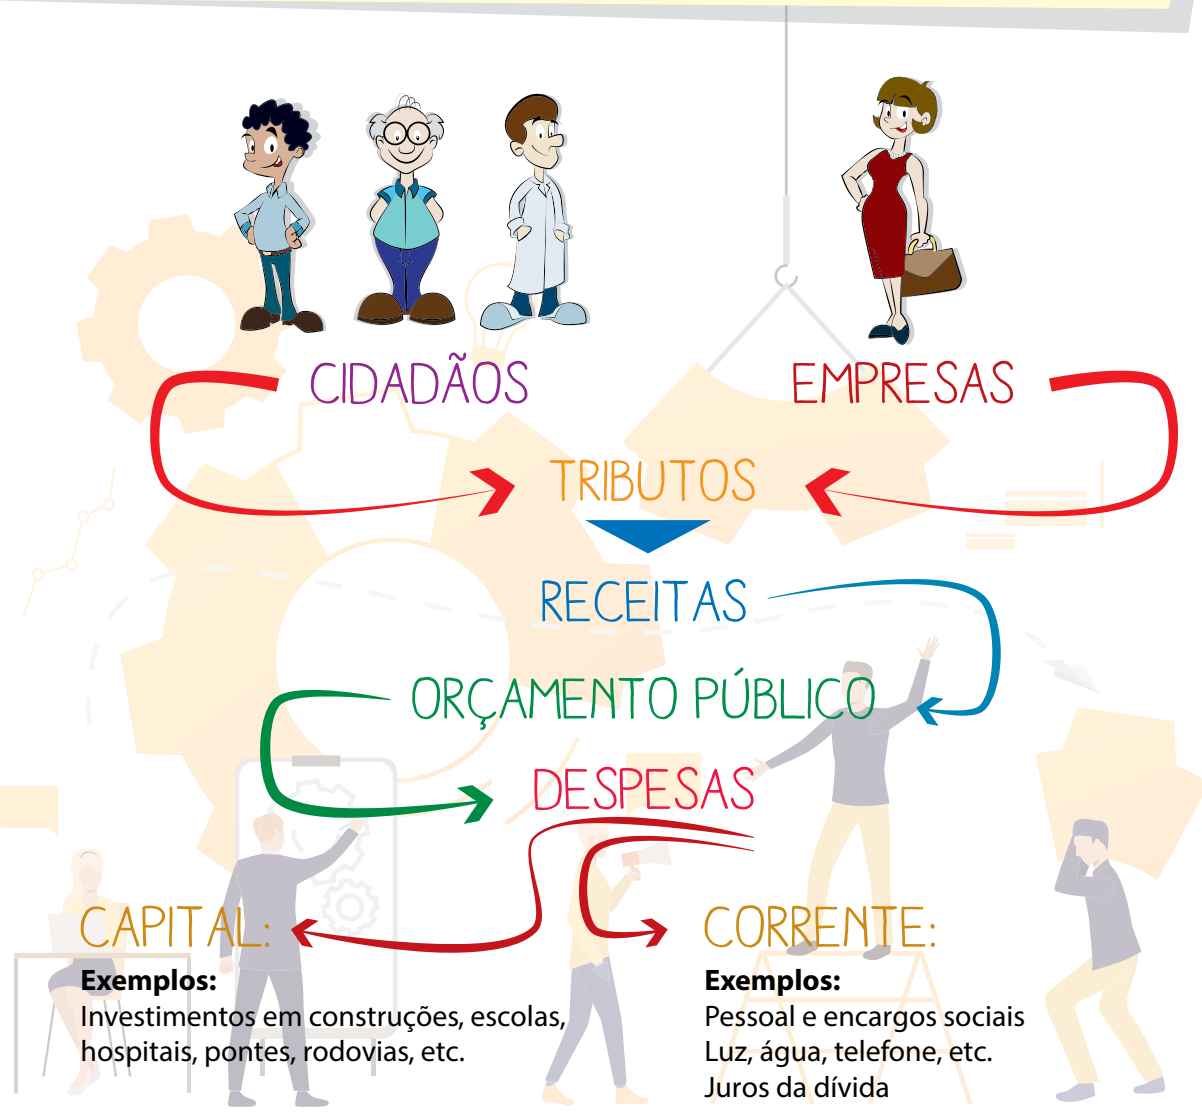 CIDADÃOS
EMPRESAS
TRIBUTOS
RECEITAS
ORÇAMENTO PÚBLICO
DESPESAS
CAPITAL:
Exemplos:
Investimentos em construções, escolas,
hospitais, pontes, rodovias, etc.
CORRENTE:
Exemplos:
Pessoal e encargos sociais
Luz, água, telefone, etc.
Juros da dívida